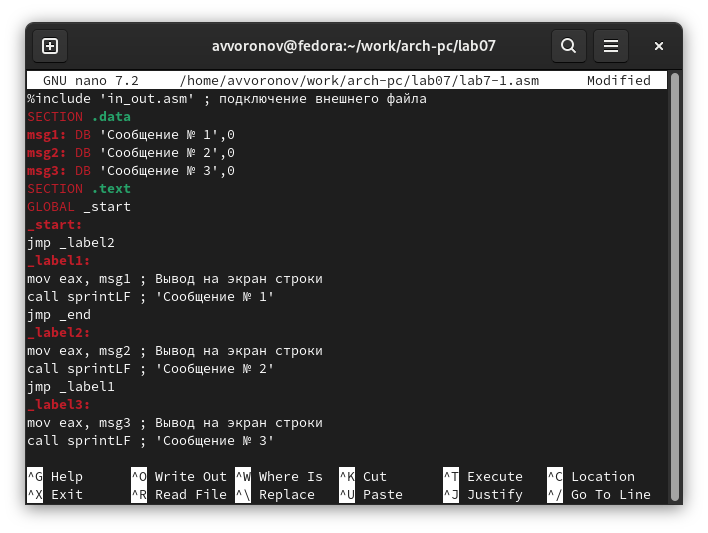 avvoronov@fedora:~/work/arch-pc/lab07
GNU nano 7.2 /home/avvoronov/work/arch-pc/lab07/lab7-1.asm Modified
%include 'in_out.asm' ; подключение внешнего файла
SECTION .data
msg1: DB 'Сообщение № 1',0
msg2: DB 'Сообщение № 2',0
msg3: DB 'Сообщение № 3',0
SECTION .text
GLOBAL _start
_start:
jmp _label2
_label1:
mov eax, msg1 ; Вывод на экран строки
call sprintLF ; 'Сообщение № 1'
jmp _end
_label2:
mov eax, msg2 ; Вывод на экран строки
call sprintLF ; 'Сообщение № 2'
jmp _label1
_label3:
mov eax, msg3 ; Вывод на экран строки
call sprintLF ; 'Сообщение № 3'
^G Help ^O Write Out ^W Where Is ^K Cut ^T Execute ^C Location
^X Exit ^R Read File ^\ Replace ^U Paste ^J Justify ^/ Go To Line